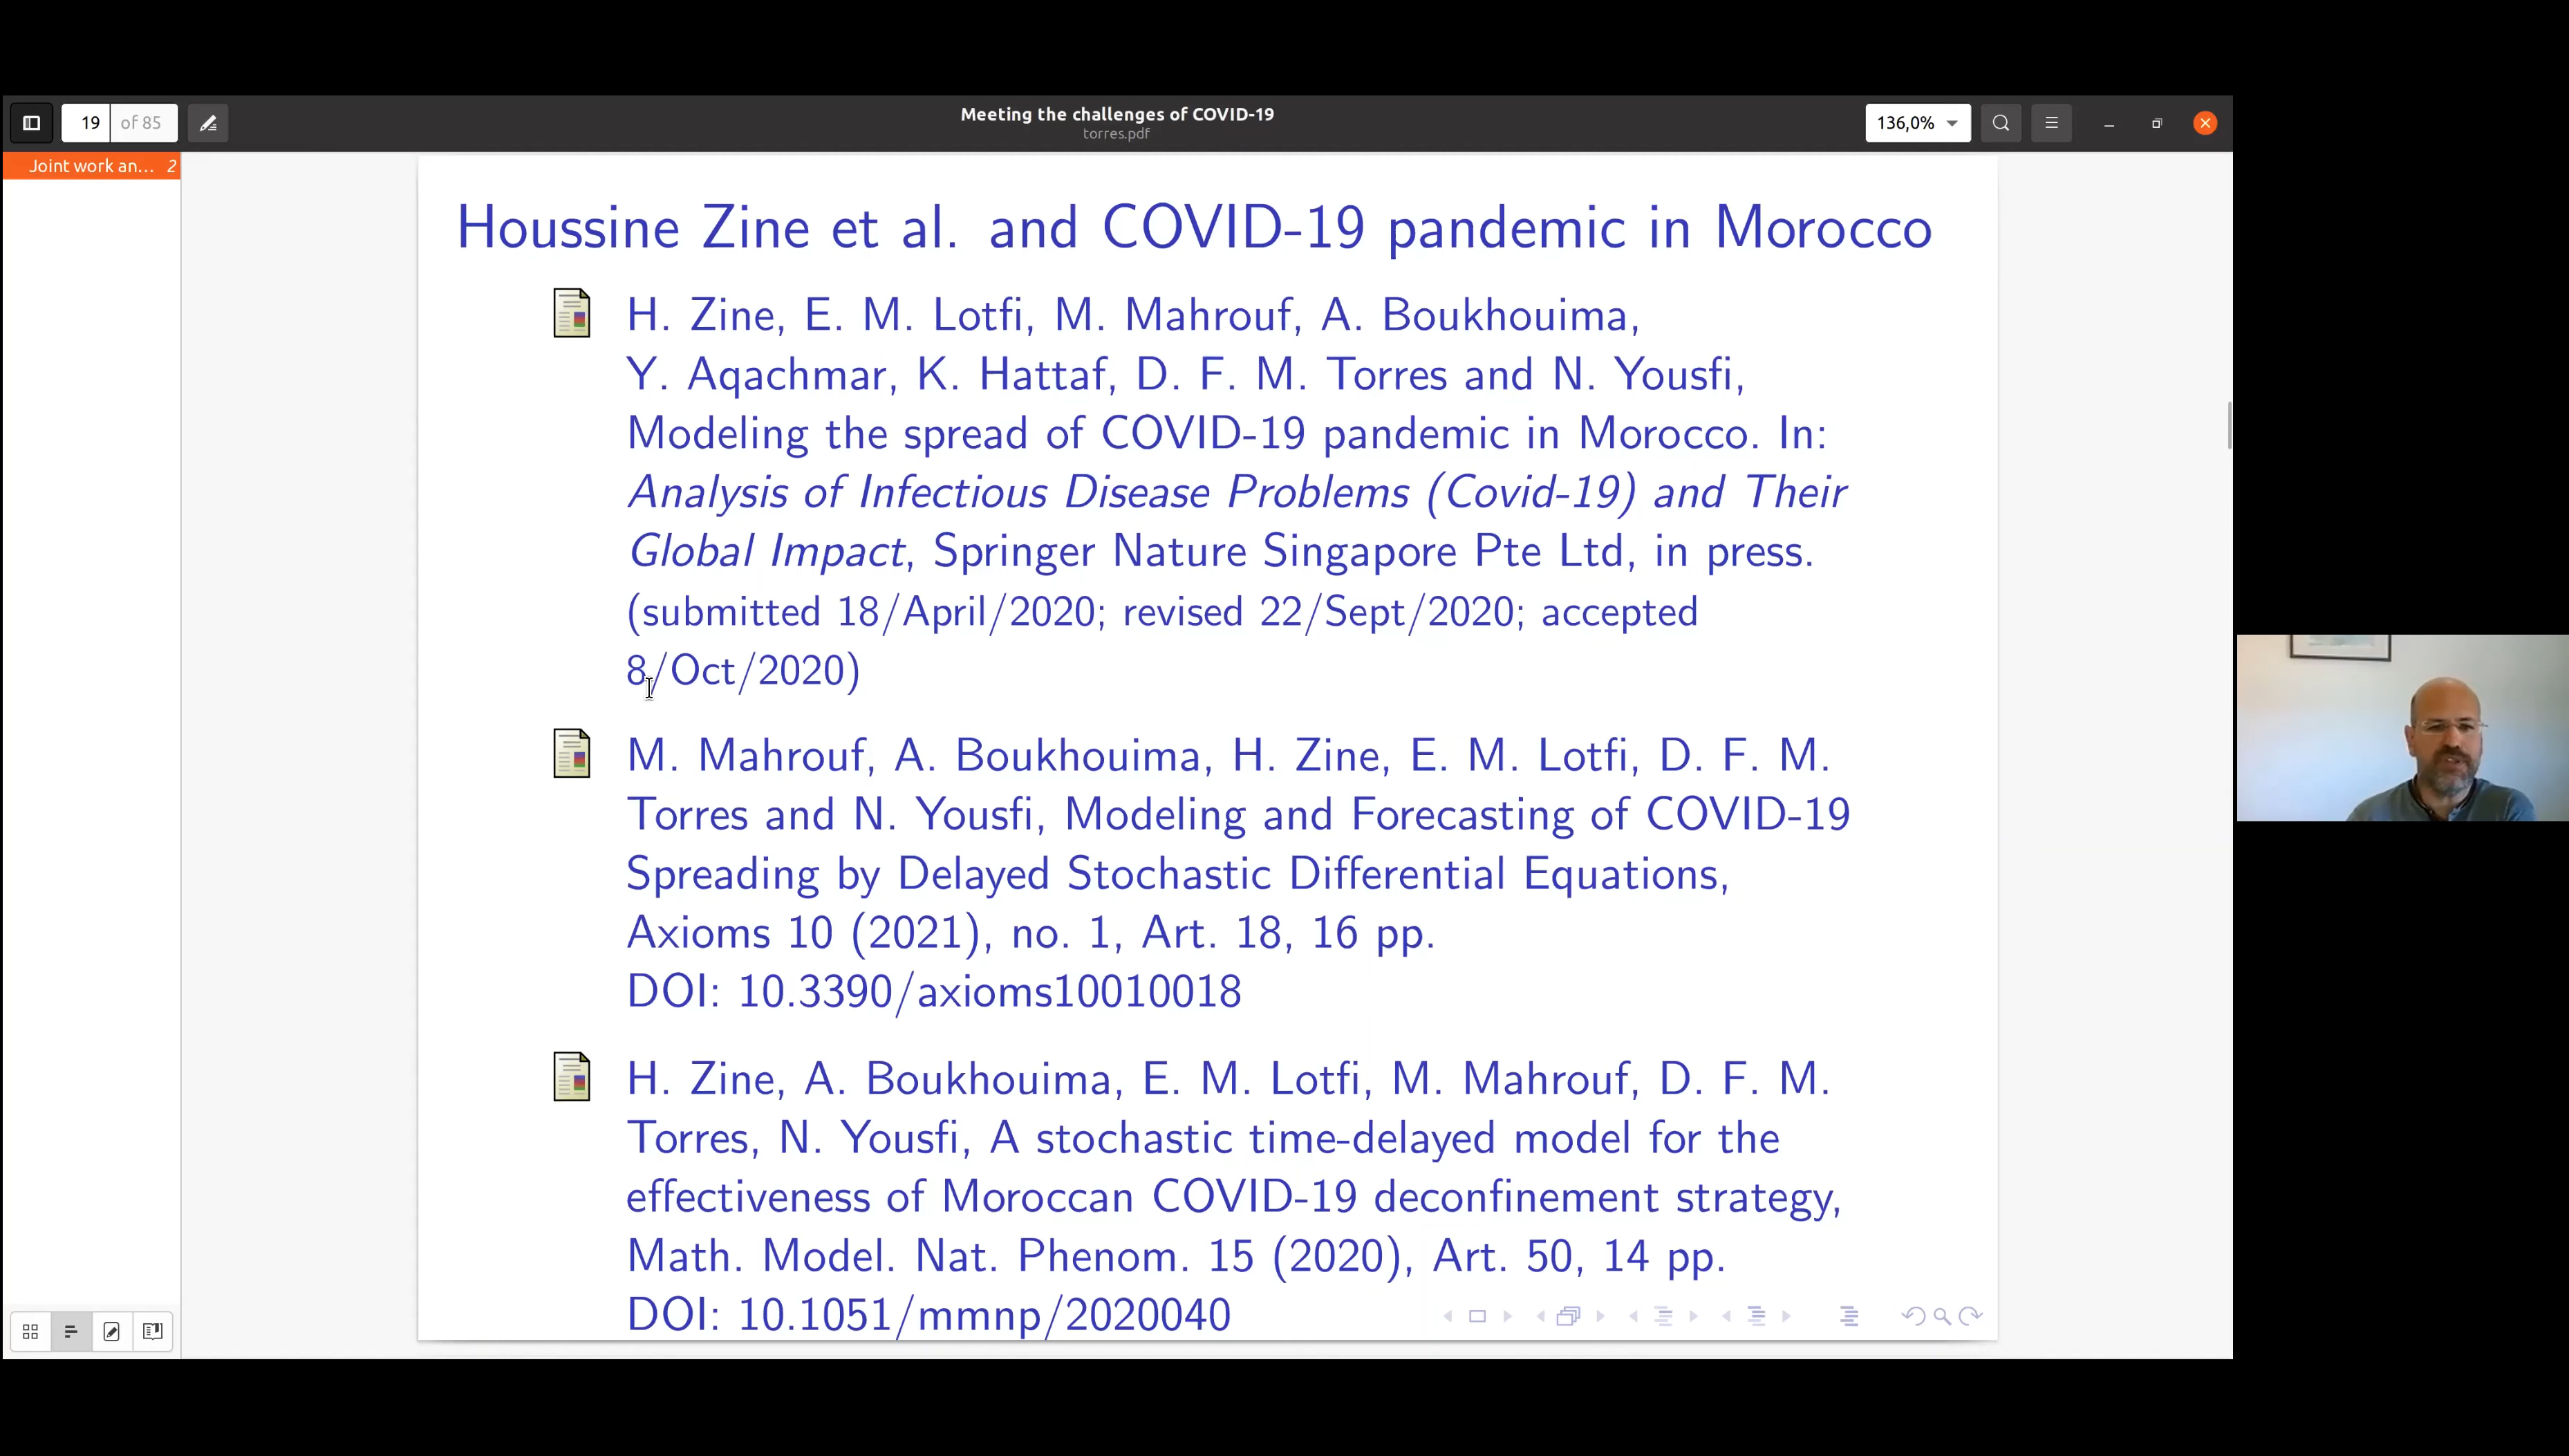 19 of 85
Meeting the challenges of COVID-19
torres.pdf
136,0%
Joint work an... 2
Houssine Zine et al. and COVID-19 pandemic in Morocco
H. Zine, E. M. Lotfi, M. Mahrouf, A. Boukhouima,
Y. Aqachmar, K. Hattaf, D. F. M. Torres and N. Yousfi,
Modeling the spread of COVID-19 pandemic in Morocco. In:
Analysis of Infectious Disease Problems (Covid-19) and Their
Global Impact, Springer Nature Singapore Pte Ltd, in press.
(submitted 18/April/2020; revised 22/Sept/2020; accepted
8/Oct/2020)
M. Mahrouf, A. Boukhouima, H. Zine, E. M. Lotfi, D. F. M.
Torres and N. Yousfi, Modeling and Forecasting of COVID-19
Spreading by Delayed Stochastic Differential Equations,
Axioms 10 (2021), no. 1, Art. 18, 16 pp.
DOI: 10.3390/axioms10010018
H. Zine, A. Boukhouima, E. M. Lotfi, M. Mahrouf, D. F. M.
Torres, N. Yousfi, A stochastic time-delayed model for the
effectiveness of Moroccan COVID-19 deconfinement strategy,
Math. Model. Nat. Phenom. 15 (2020), Art. 50, 14 pp.
DOI: 10.1051/mmnp/2020040